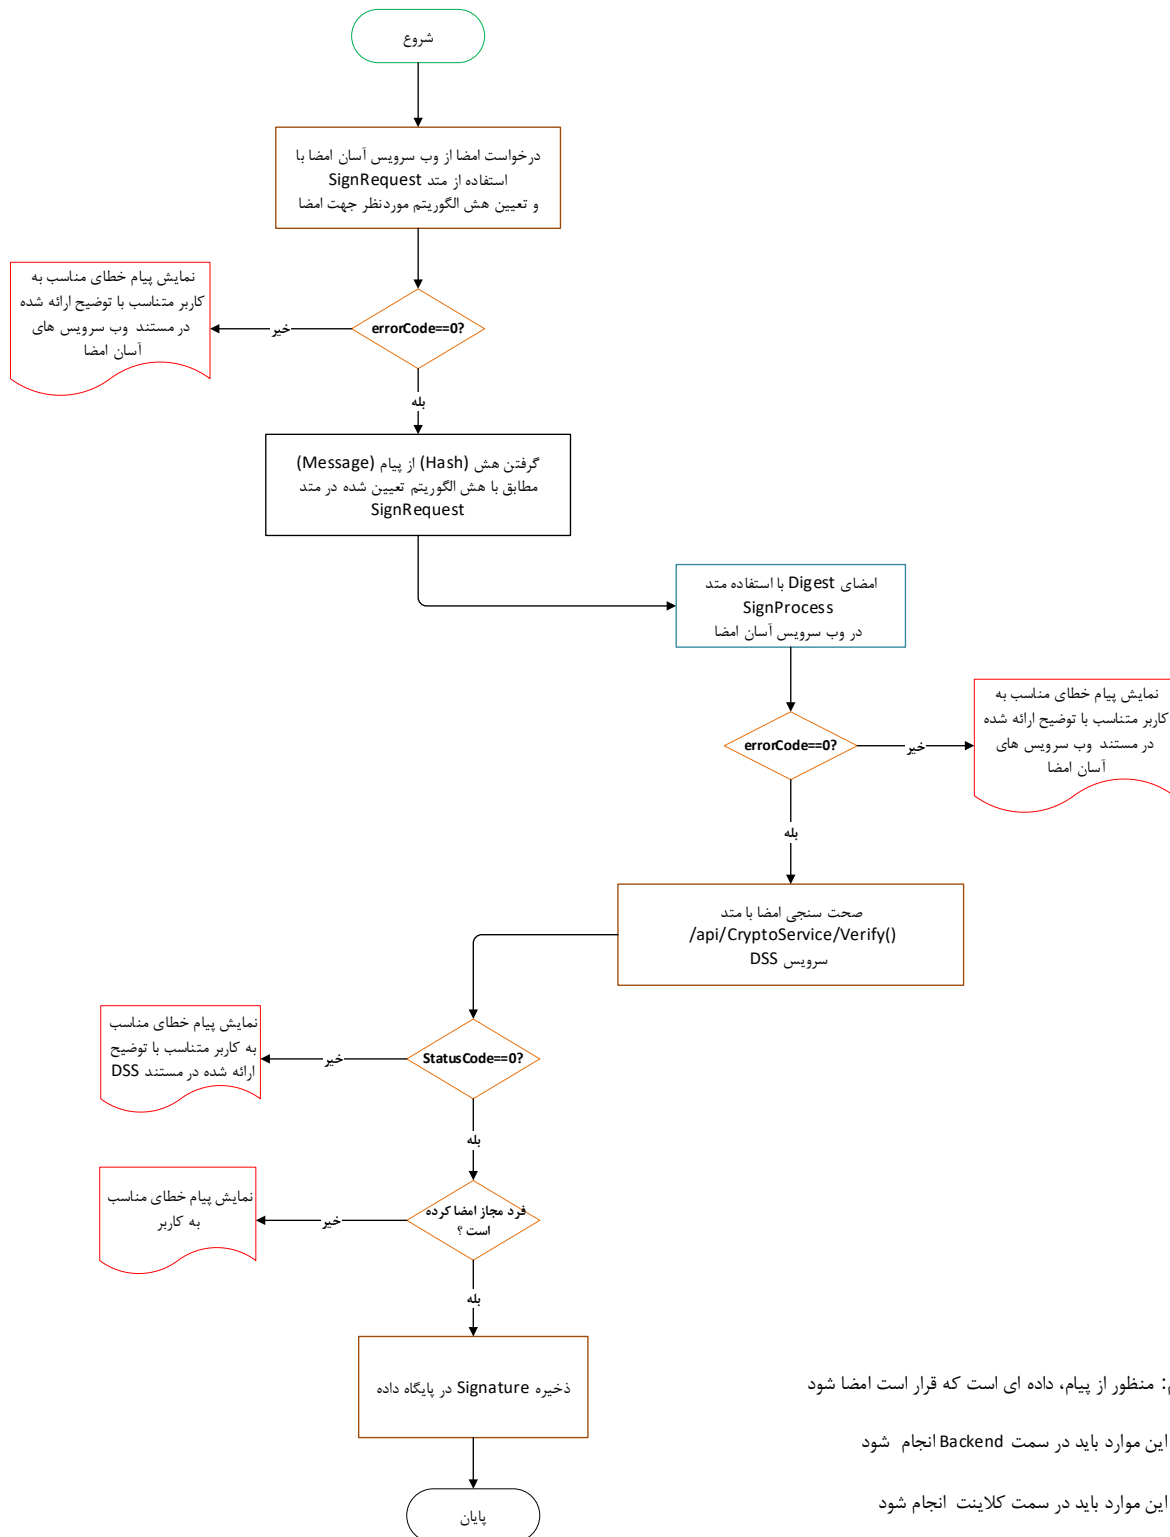 شروع
درخواست امضا از وب سرویس آسان امضا با
استفاده از متد SignRequest
و تعیین هش الگوریتم موردنظر جهت امضا
errorCode==0?
خیر
نمایش پیام خطای مناسب به
کاربر متناسب با توضیح ارائه شده
در مستند وب سرویس های
آسان امضا
بله
گرفتن هش (Hash) از پیام (Message)
مطابق با هش الگوریتم تعیین شده در متد
SignRequest
امضای Digest با استفاده متد
SignProcess
در وب سرویس آسان امضا
errorCode==0?
خیر
نمایش پیام خطای مناسب به
کاربر متناسب با توضیح ارائه شده
در مستند وب سرویس های
آسان امضا
بله
صحت سنجی امضا با متد
/api/CryptoService/Verify()
سرویس DSS
StatusCode==0?
خیر
نمایش پیام خطای مناسب
به کاربر متناسب با توضیح
ارائه شده در مستند DSS
بله
فرد مجاز امضا کرده
است ؟
خیر
نمایش پیام خطای مناسب
به کاربر
بله
ذخیره Signature در پایگاه داده
پایان
: منظور از پیام، داده ای است که قرار است امضا شود
این موارد باید در سمت Backend انجام شود
این موارد باید در سمت کلاینت انجام شود